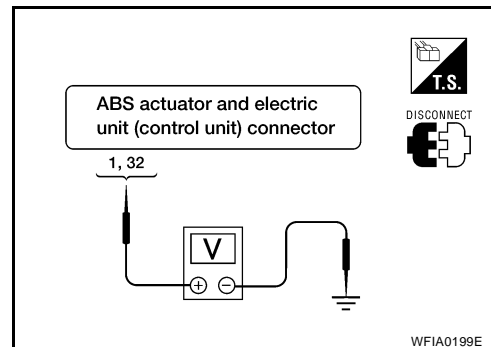 T.S.
DISCONNECT
ABS actuator and electric
unit (control unit) connector
1, 32
V
+ −
WFIA0199E